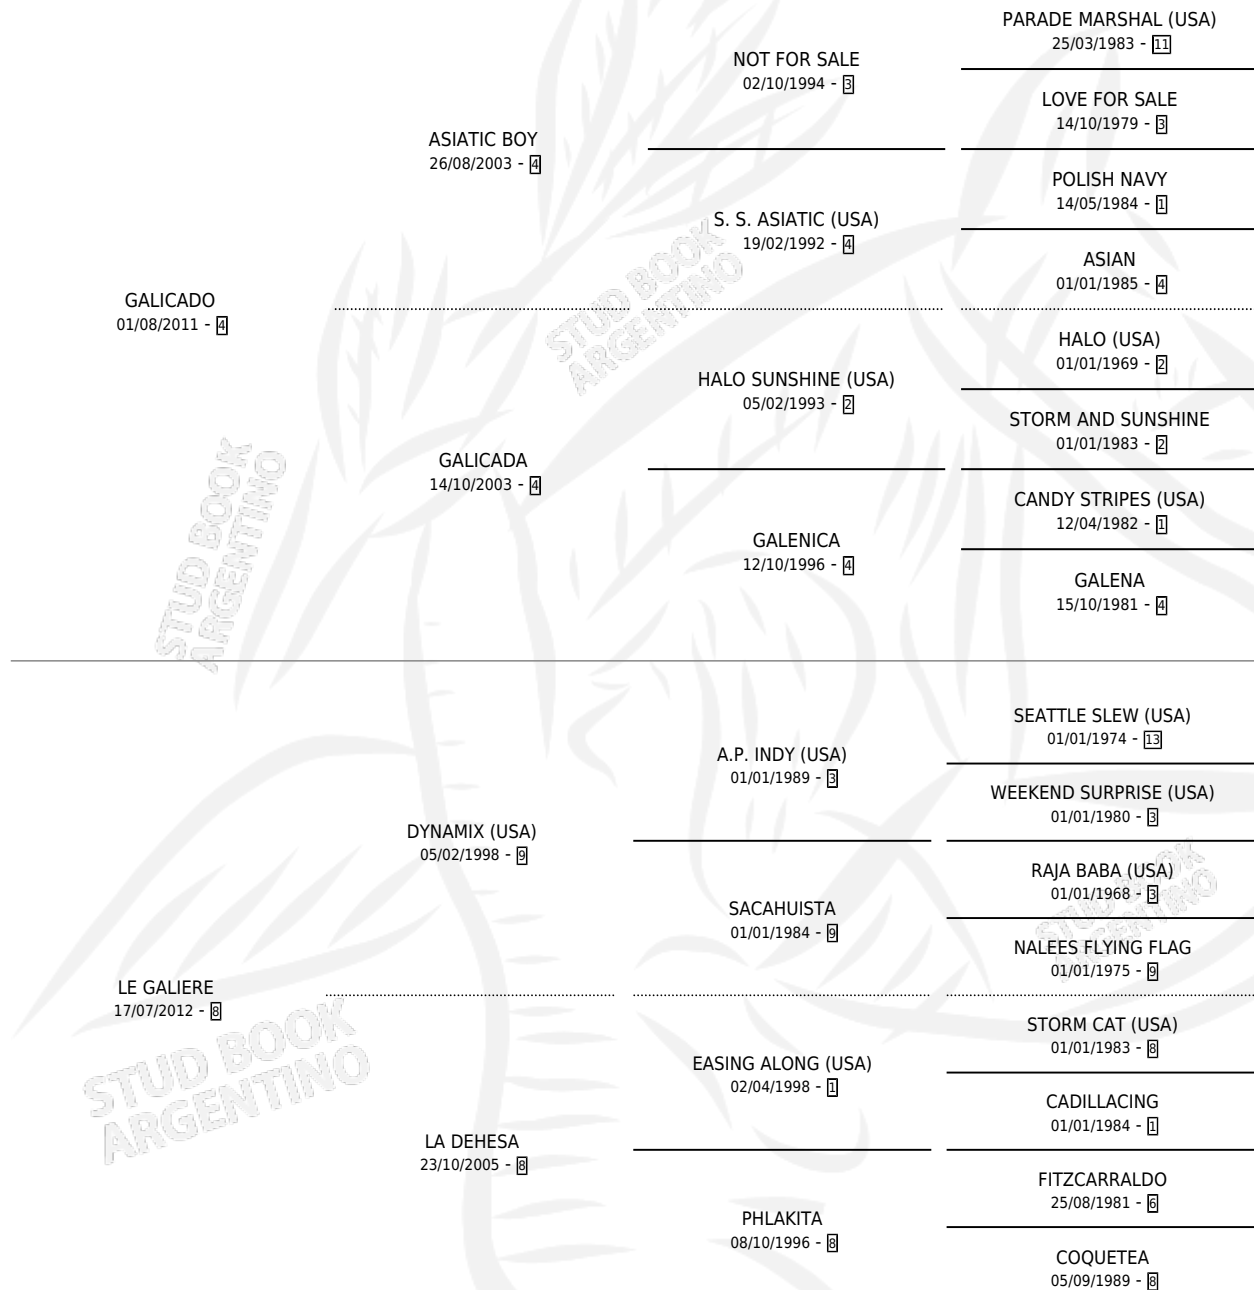 PARADE MARSHAL (USA)
25/03/1983 - 11
NOT FOR SALE
02/10/1994 - 3
LOVE FOR SALE
14/10/1979 - 3
ASIATIC BOY
26/08/2003 - 4
POLISH NAVY
14/05/1984 - 1
S. S. ASIATIC (USA)
19/02/1992 - 4
ASIAN
01/01/1985 - 4
STUD BOOK
ARGENTINO
GALICADO
01/08/2011 - 4
HALO (USA)
01/01/1969 - 2
HALO SUNSHINE (USA)
05/02/1993 - 2
STORM AND SUNSHINE
01/01/1983 - 2
GALICADA
14/10/2003 - 4
CANDY STRIPES (USA)
12/04/1982 - 1
GALENICA
12/10/1996 - 4
GALENA
15/10/1981 - 4
STUD BOOK
ARGENTINO
SEATTLE SLEW (USA)
01/01/1974 - 13
A.P. INDY (USA)
01/01/1989 - 3
WEEKEND SURPRISE (USA)
01/01/1980 - 3
DYNAMIX (USA)
05/02/1998 - 9
RAJA BABA (USA)
01/01/1968 - 3
SACAHUISTA
01/01/1984 - 9
STUD BOOK
ARGENTINO
NALEES FLYING FLAG
01/01/1975 - 9
LE GALIERE
17/07/2012 - 8
STORM CAT (USA)
01/01/1983 - 8
STUD BOOK
ARGENTINO
EASING ALONG (USA)
02/04/1998 - 1
CADILLACING
01/01/1984 - 1
LA DEHESA
23/10/2005 - 8
FITZCARRALDO
25/08/1981 - 6
PHLAKITA
08/10/1996 - 8
COQUETEA
05/09/1989 - 8